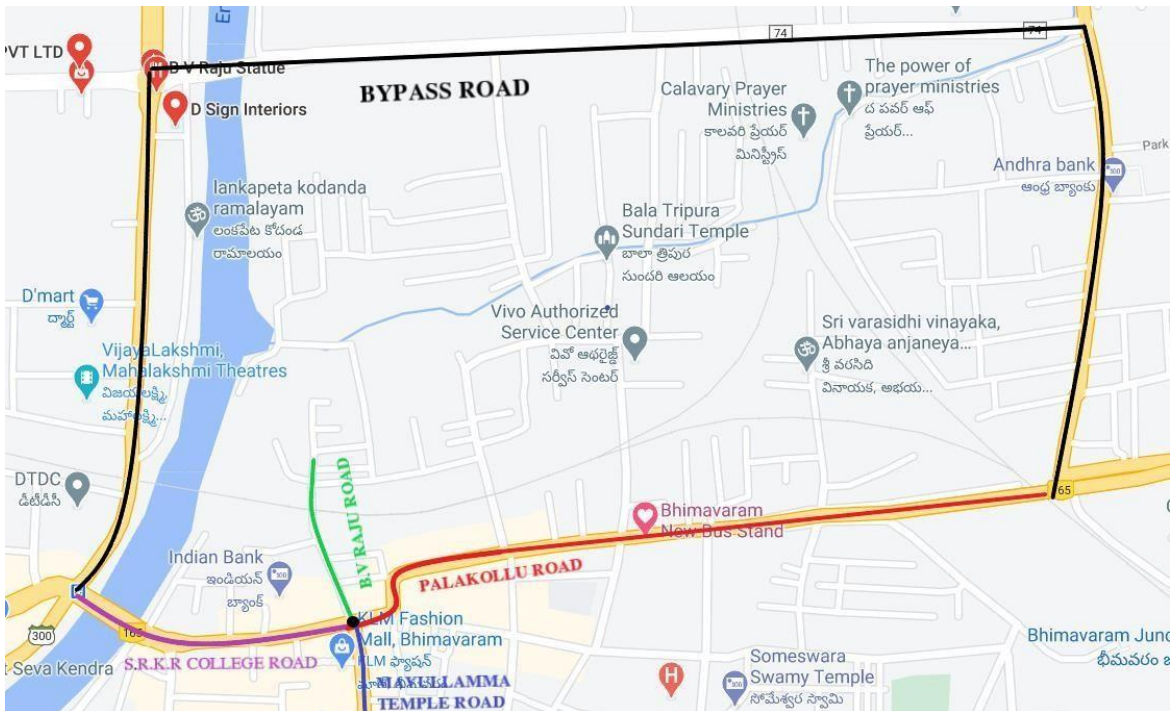 Er
74
74
PVT LTD
B V Raju Statue
BYPASS ROAD
D Sign Interiors
Calavary Prayer
Ministries
కాలవరి ప్రేయర్
మినిస్ట్రీస్
The power of
prayer ministries
ద పవర్ ఆఫ్
ప్రేయర్...
Park
Andhra bank
ఆంధ్ర బ్యాంకు
lankapeta kodanda
ramalayam
లంకపేట కోదండ
రామాలయం
Bala Tripura
Sundari Temple
బాలా త్రిపుర
సుందరి ఆలయం
D'mart
ద్మార్ట్
Vivo Authorized
Service Center
వివో ఆథరైజ్డ్
సర్వీస్ సెంటర్
Sri varasidhi vinayaka,
Abhaya anjaneya...
శ్రీ వరసిది
వినాయక, అభయ...
VijayaLakshmi,
Mahalakshmi Theatres
విజయలక్ష్మి,
మహాలక్ష్మి...
DTDC
డీటీడీసీ
B.V RAJU ROAD
165
Bhimavaram
New Bus Stand
Indian Bank
ఇండియన్
బ్యాంక్
PALAKOLLU ROAD
300
165
KLM Fashion
Mall, Bhimavaram
KLM ఫ్యాషన్
t Seva Kendra
S.R.K.R COLLEGE ROAD
MAVULLAMMA
TEMPLE ROAD
H
Someswara
Swamy Temple
సోమేశ్వర స్వామి
Bhimavaram Junc
భీమవరం జ